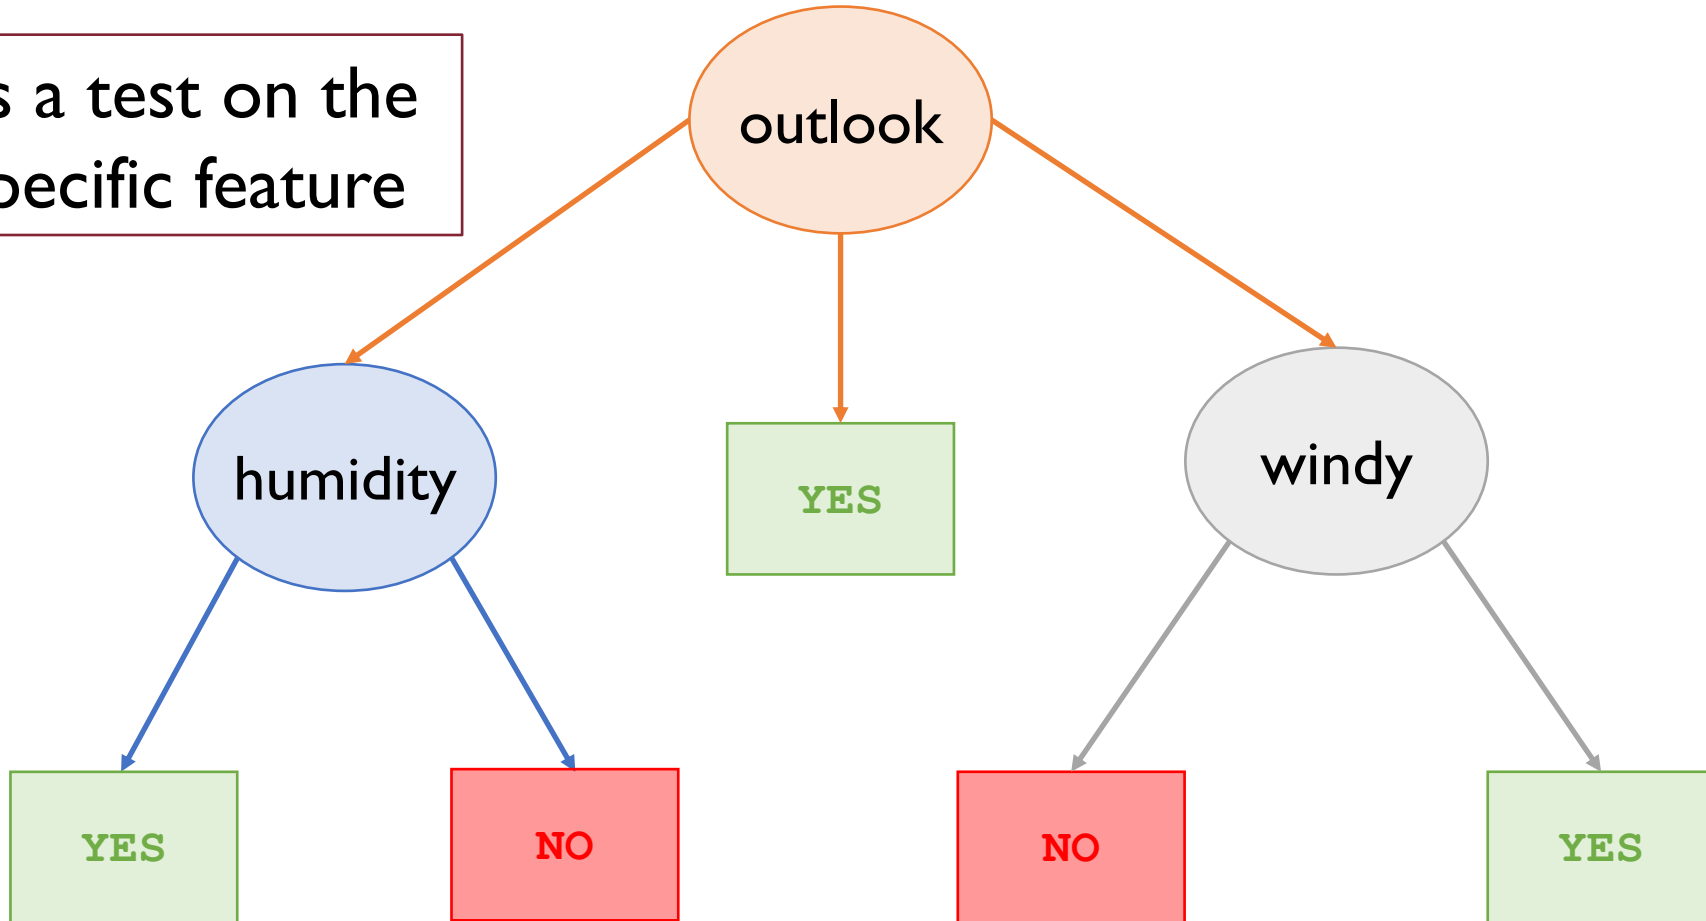 s a test on the
pecific feature
outlook
humidity
YES
windy
YES
NO
NO
YES